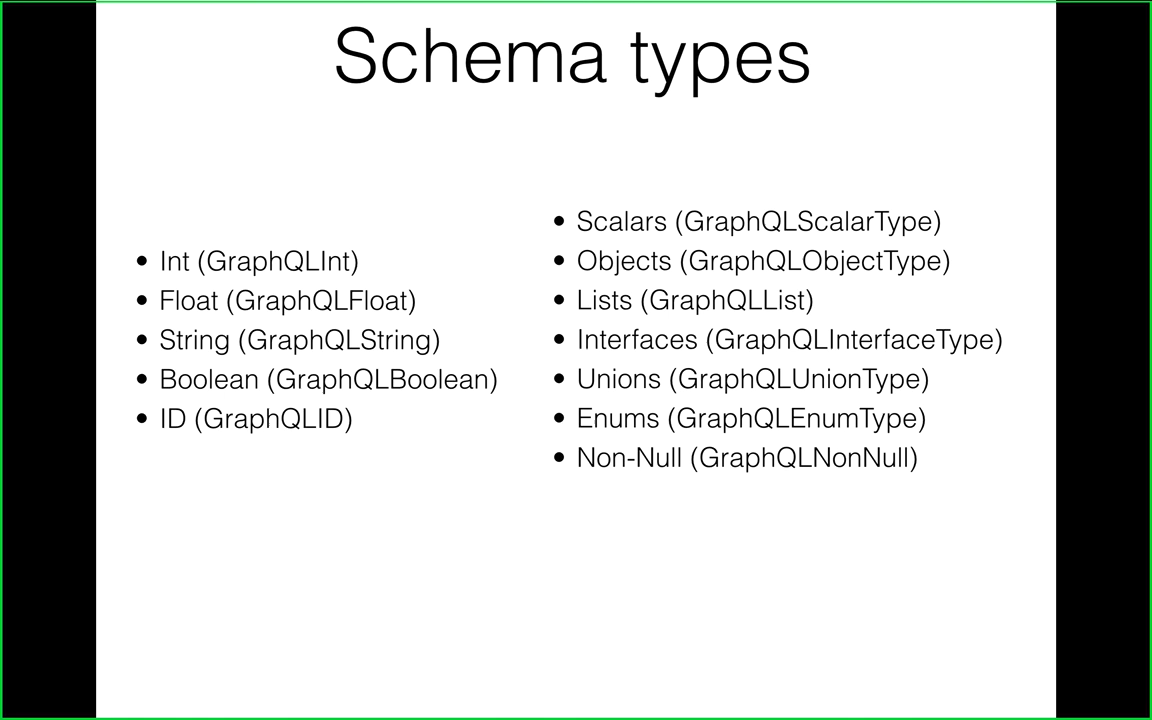 Schema types
• Int (GraphQLInt)
• Float (GraphQLFloat)
• String (GraphQLString)
• Boolean (GraphQLBoolean)
• ID (GraphQLID)
• Scalars (GraphQLScalarType)
• Objects (GraphQLObjectType)
• Lists (GraphQLList)
• Interfaces (GraphQLInterfaceType)
• Unions (GraphQLUnionType)
• Enums (GraphQLEnumType)
• Non-Null (GraphQLNonNull)